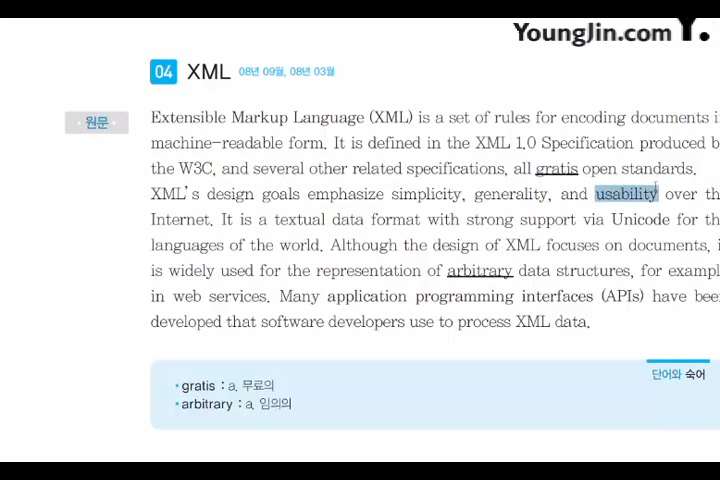 YoungJin.com Y.
04 XML 08년 09월, 08년 03월
원문
Extensible Markup Language (XML) is a set of rules for encoding documents i
machine-readable form. It is defined in the XML 1.0 Specification produced b
the W3C, and several other related specifications, all gratis open standards.
XML's design goals emphasize simplicity, generality, and usability over th
Internet. It is a textual data format with strong support via Unicode for th
languages of the world. Although the design of XML focuses on documents, i
is widely used for the representation of arbitrary data structures, for exampl
in web services. Many application programming interfaces (APIs) have bee
developed that software developers use to process XML data.
단어와 숙어
• gratis : a. 무료의
• arbitrary : a. 임의의